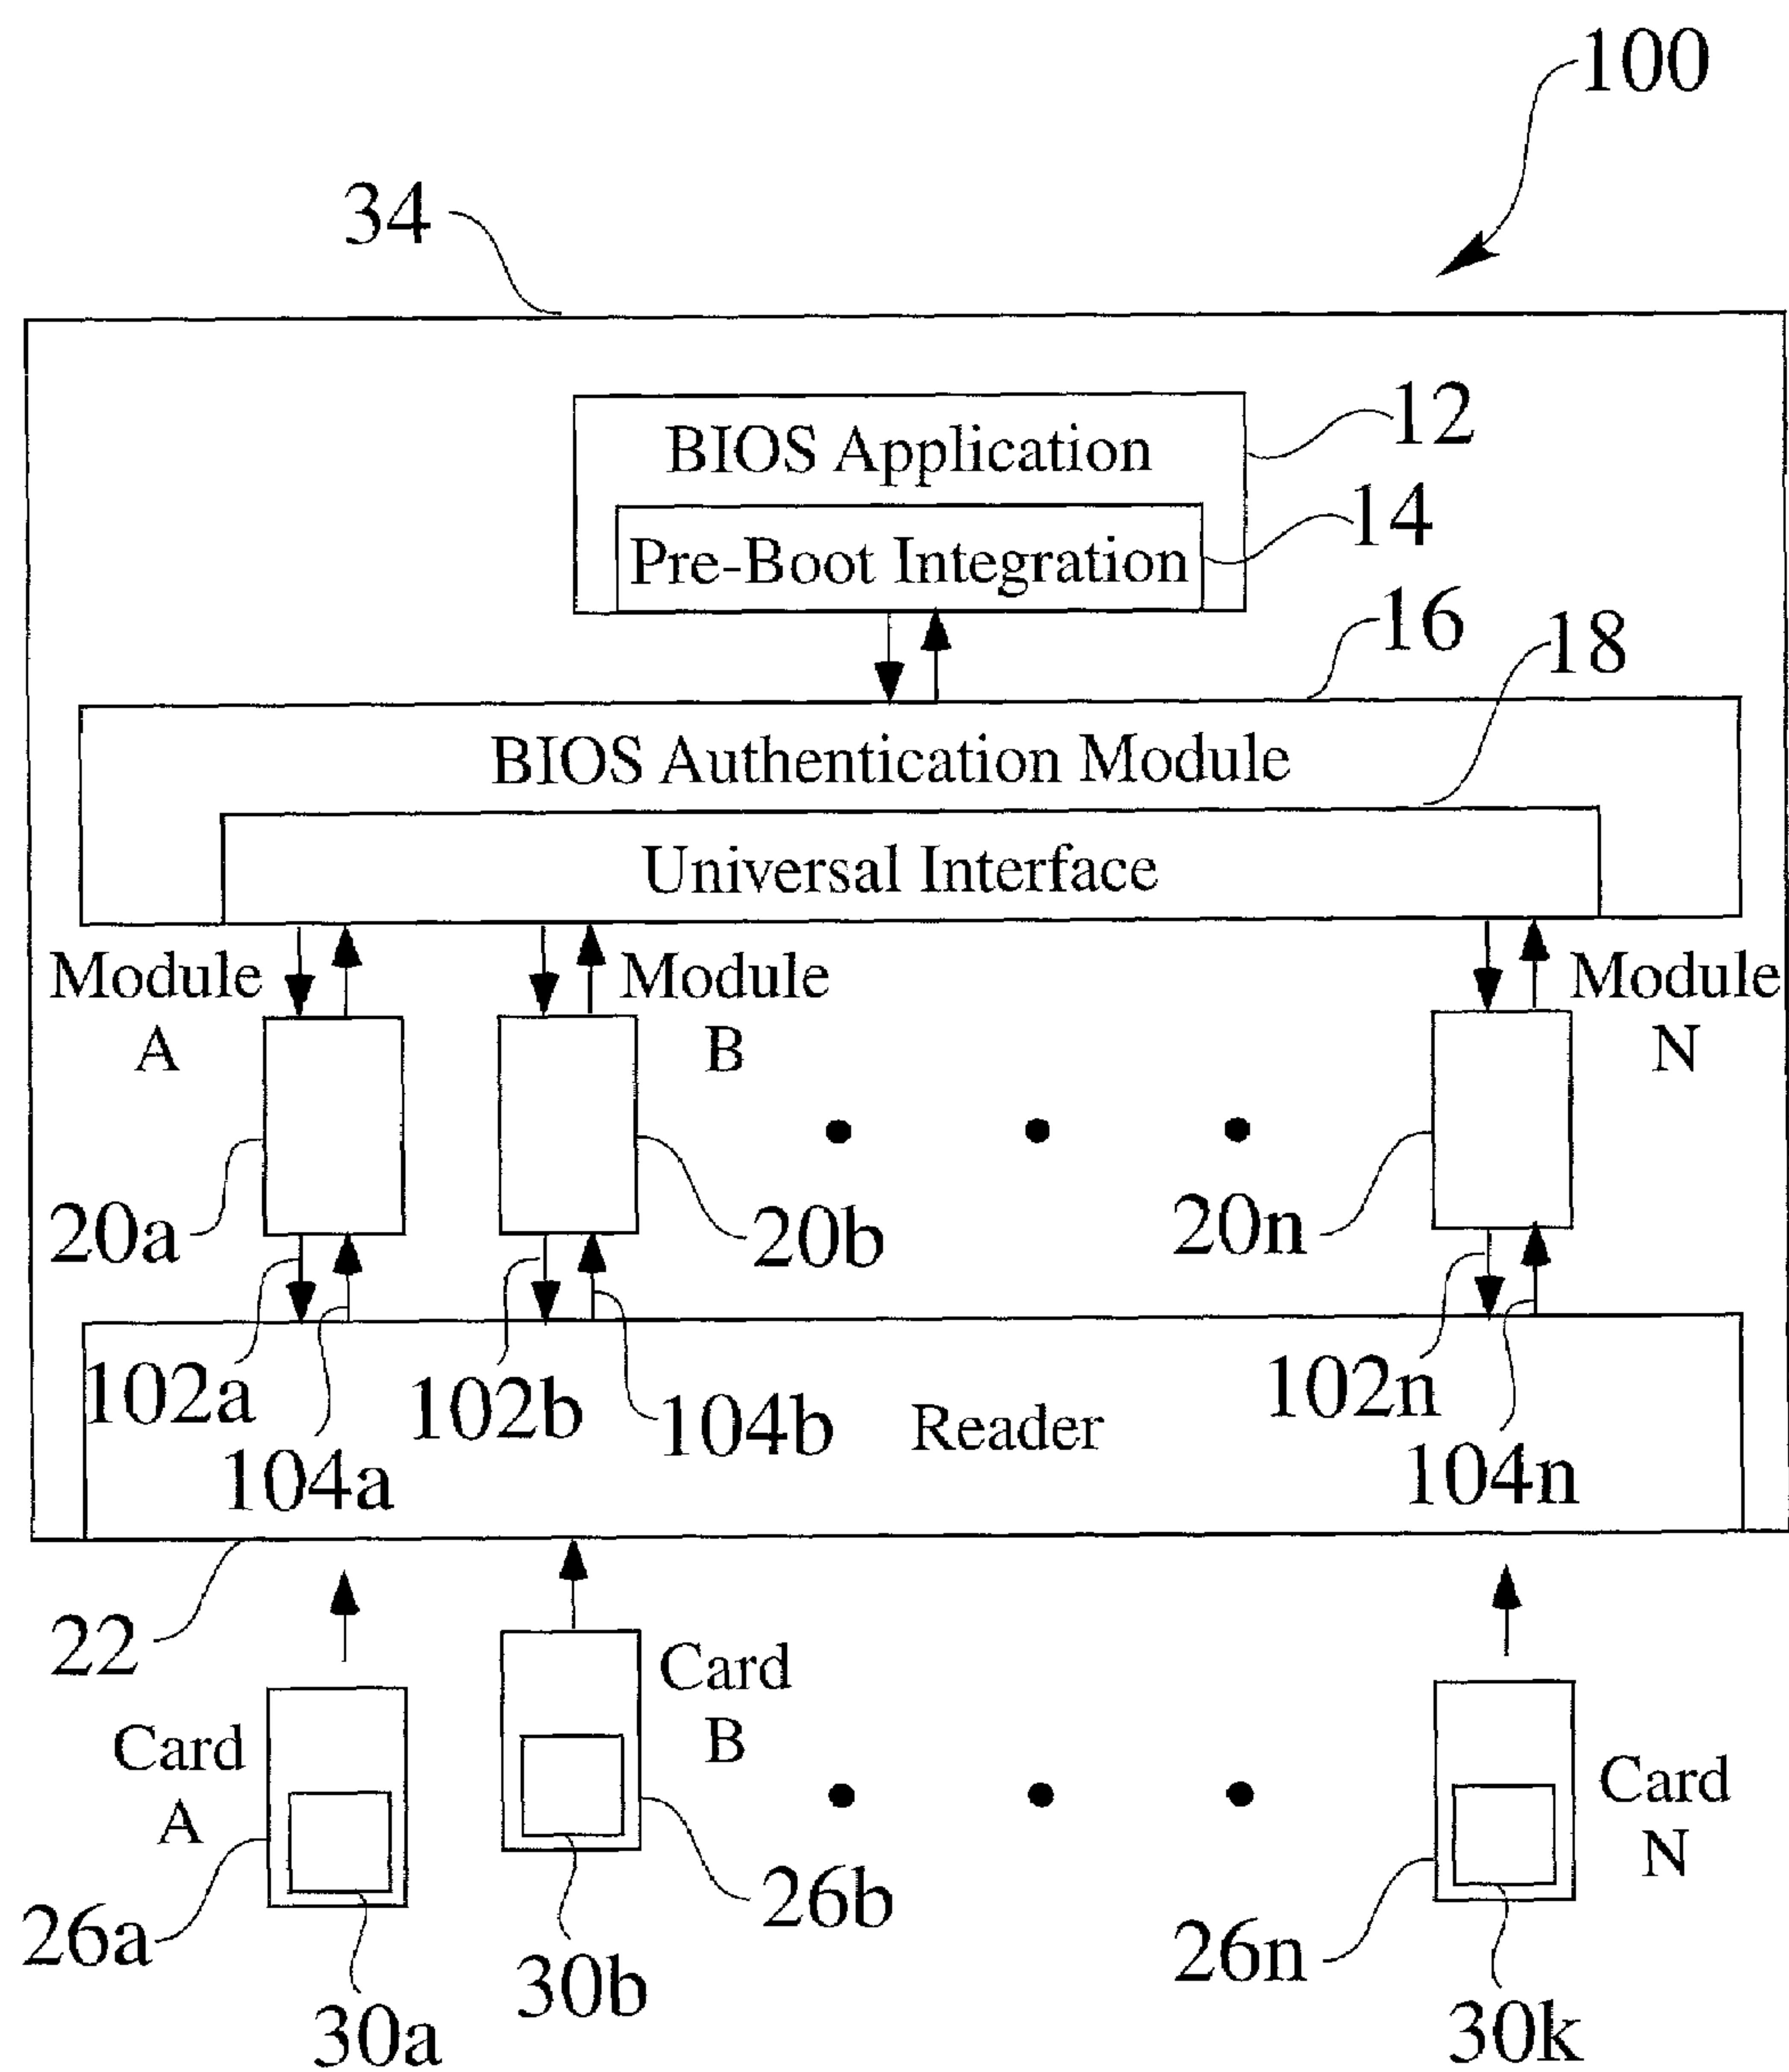 100
34
BIOS Application
12
Pre-Boot Integration
14
16
18
BIOS Authentication Module
Universal Interface
Module
A
Module
B
Module
N
20a
20b
20n
102a
104a
102b
104b
Reader
102n
104n
22
Card
A
Card
B
Card
N
26a
30a
30b
26b
26n
30k